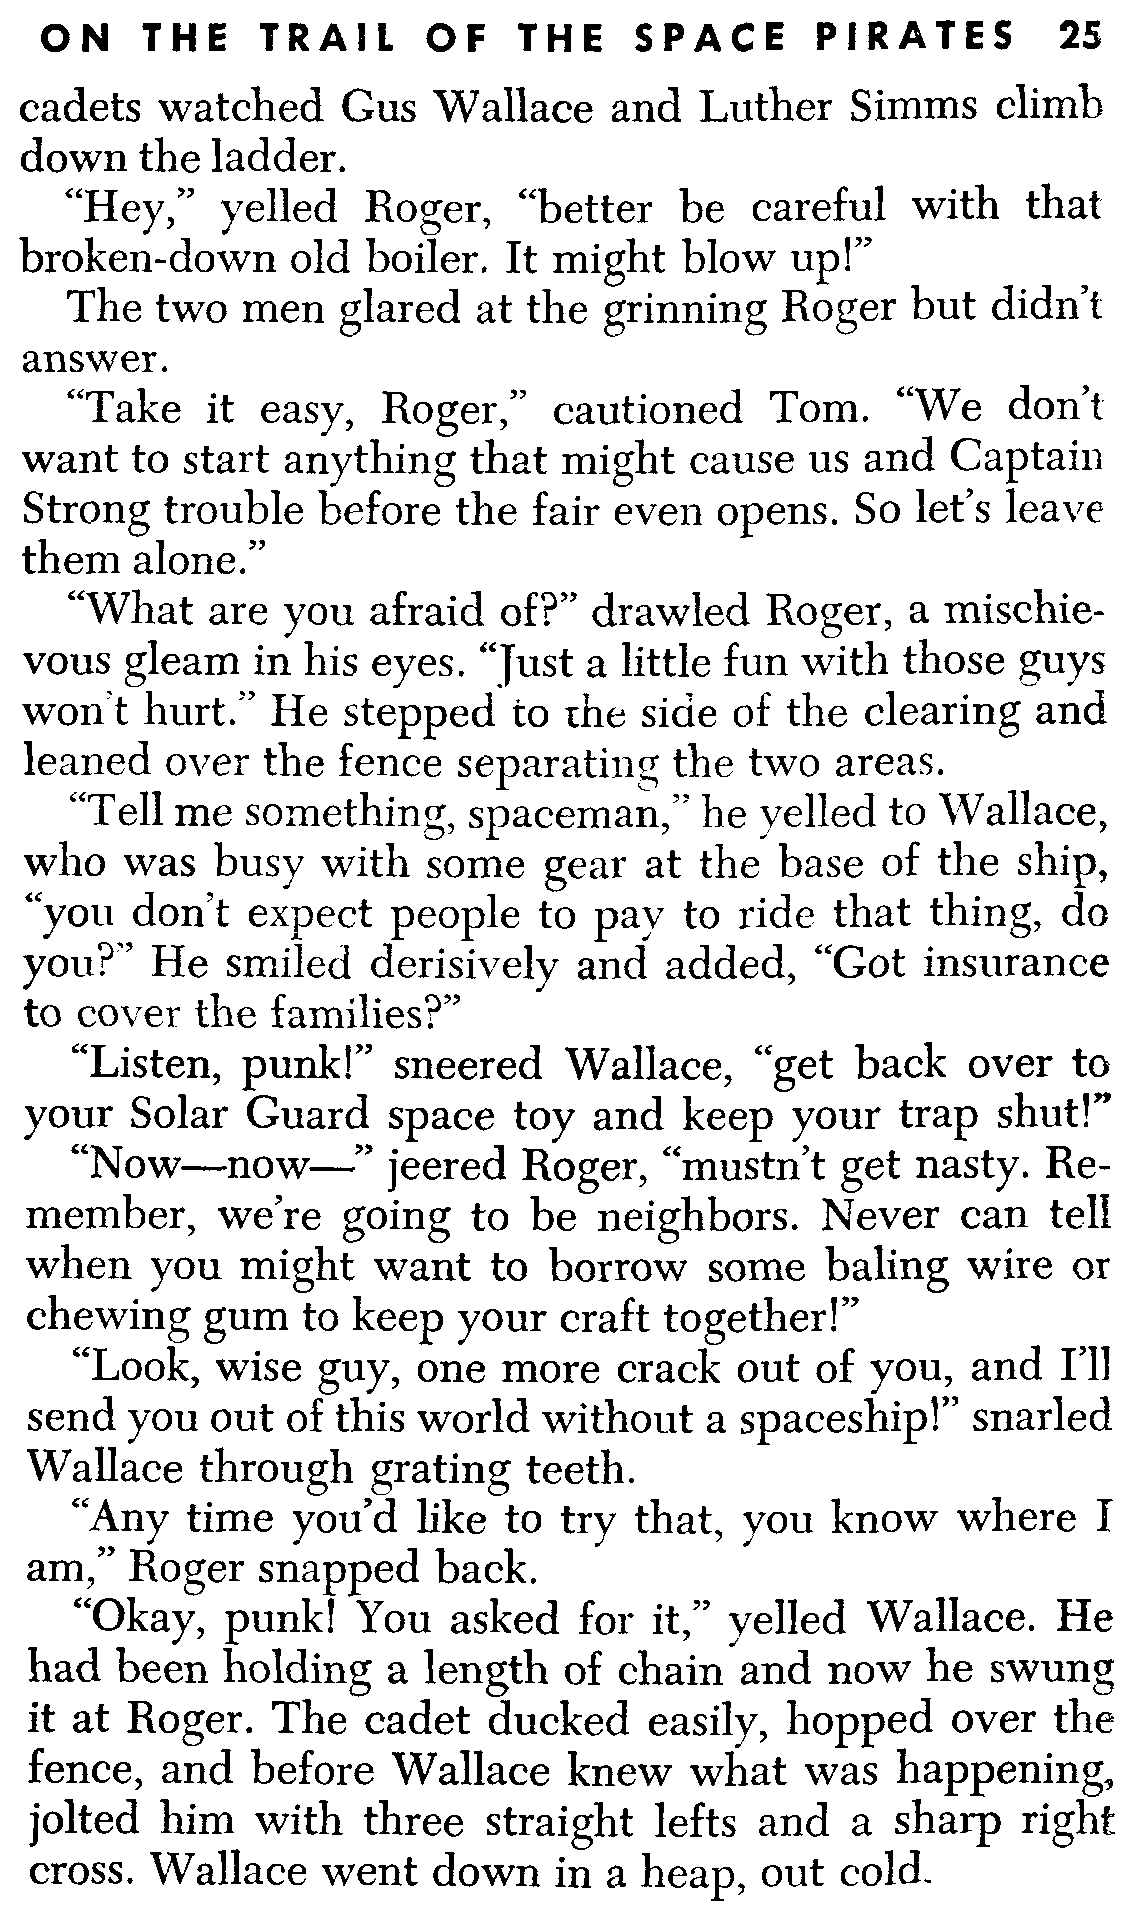 ON THE TRAIL OF THE SPACE PIRATES 25
cadets watched Gus Wallace and Luther Simms climb
down the ladder.
“Hey,” yelled Roger, “better be careful with that
broken-down old boiler. It might blow up!”
The two men glared at the grinning Roger but didn’t
answer.
“Take it easy, Roger,” cautioned Tom. “We don’t
want to start anything that might cause us and Captain
Strong trouble before the fair even opens. So let’s leave
them alone.”
“What are you afraid of?” drawled Roger, a mischie-
vous gleam in his eyes. “Just a little fun with those guys
won’t hurt.” He stepped to the side of the clearing and
leaned over the fence separating the two areas.
“Tell me something, spaceman,” he yelled to Wallace,
who was busy with some gear at the base of the ship,
“you don’t expect people to pay to ride that thing, do
you?” He smiled derisively and added, “Got insurance
to cover the families?”
“Listen, punk!” sneered Wallace, “get back over to
your Solar Guard space toy and keep your trap shut!”
“Now—now—” jeered Roger, “mustn’t get nasty. Re-
member, we’re going to be neighbors. Never can tell
when you might want to borrow some baling wire or
chewing gum to keep your craft together!”
“Look, wise guy, one more crack out of you, and I’ll
send you out of this world without a spaceship!” snarled
Wallace through grating teeth.
“Any time you’d like to try that, you know where I
am,” Roger snapped back.
“Okay, punk! You asked for it,” yelled Wallace. He
had been holding a length of chain and now he swung
it at Roger. The cadet ducked easily, hopped over the
fence, and before Wallace knew what was happening,
jolted him with three straight lefts and a sharp right
cross. Wallace went down in a heap, out cold.